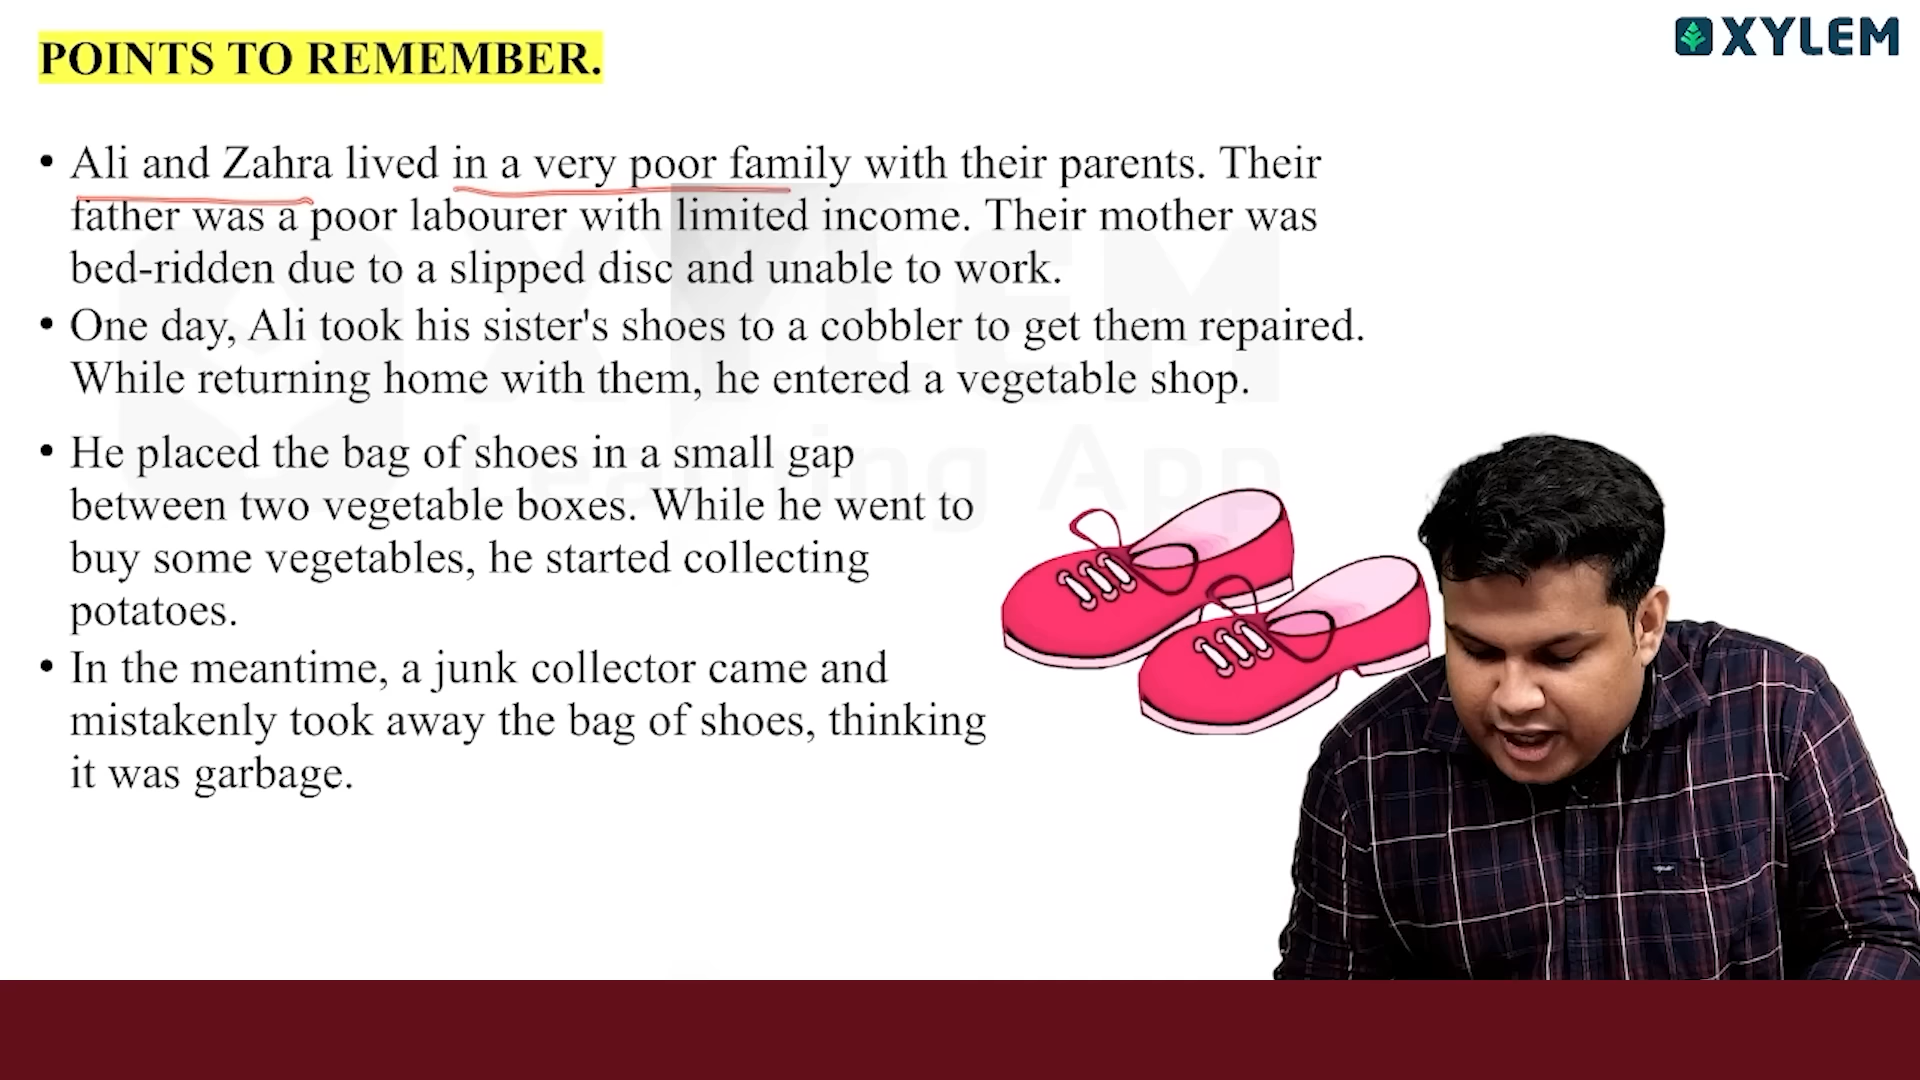 POINTS TO REMEMBER.
XYLEM
• Ali and Zahra lived in a very poor family with their parents. Their
father was a poor labourer with limited income. Their mother was
bed-ridden due to a slipped disc and unable to work.
• One day, Ali took his sister's shoes to a cobbler to get them repaired.
While returning home with them, he entered a vegetable shop.
• He placed the bag of shoes in a small gap
between two vegetable boxes. While he went to
buy some vegetables, he started collecting
potatoes.
• In the meantime, a junk collector came and
mistakenly took away the bag of shoes, thinking
it was garbage.
XYLEM
Learning App